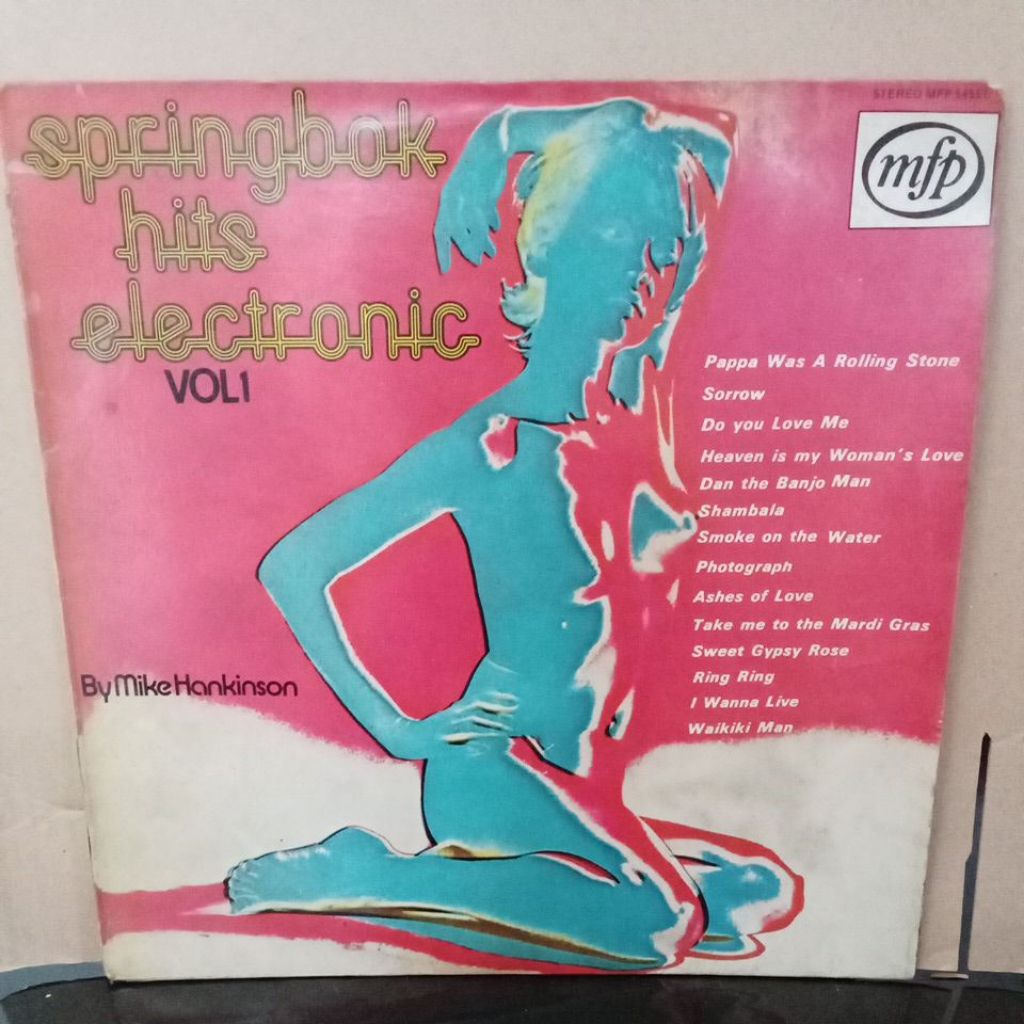 springbok
hits
electronic
VOL1
STEREO MFP
mfp
Pappa Was A Rolling Stone
Sorrow
Do you Love Me
Heaven is my Woman's Love
Dan the Banjo Man
Shambala
Smoke on the Water
Photograph
Ashes of Love
Take me to the Mardi Gras
Sweet Gypsy Rose
Ring Ring
I Wanna Live
Waikiki Man
By Mike Hankinson